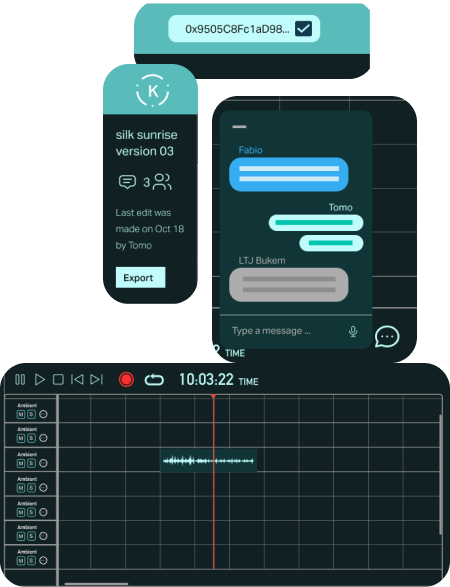 0x9505C8Fc1aD98...
K
silk sunrise
version 03
3
Last edit was
made on Oct 18
by Tomo
Export
Fabio
Tomo
LTJ Bukem
Type a message ...
TIME
10:03:22 TIME
Ambient
M S
Ambient
M S
Ambient
M S
Ambient
M S
Ambient
M S
Ambient
M S
Ambient
M S